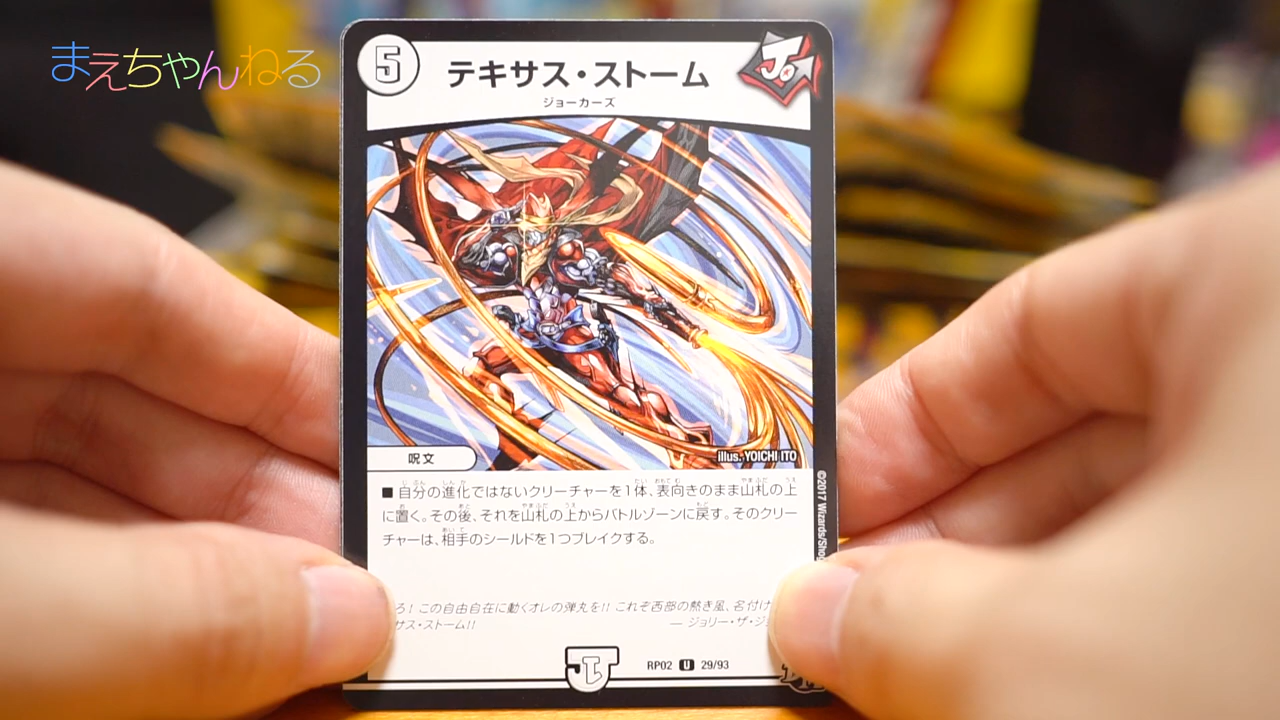 まえちゃんねる
5
テキサス・ストーム
ジョーカーズ
J
呪文
illus. YOICHI ITO
■自分の進化ではないクリーチャーを1体、表向きのまま山札の上
に置く。その後、それを山札の上からバトルゾーンに戻す。そのクリー
チャーは、相手のシールドを1つブレイクする。
©2017 Wizards/Sho
ろ!この自由自在に動くオレの弾丸を!!これぞ西部の熱き風、名付け
サス・ストーム!!
— ジョリー・ザ・ジ
RP02 U 29/93